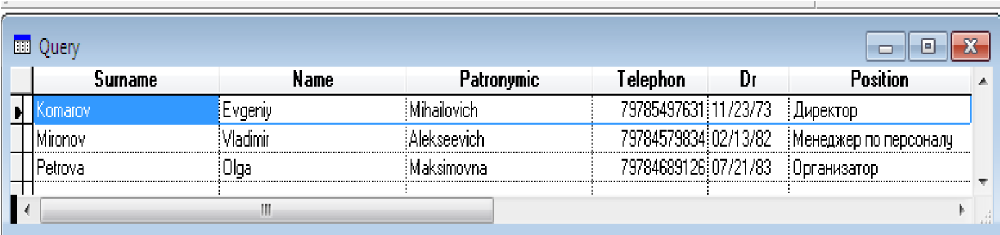 Query
Surname Name Patronymic Telephon Dr Position
Komarov Evgeniy Mihailovich 79785497631 11/23/73 Директор
Mironov Vladimir Alekseevich 79784579834 02/13/82 Менеджер по персоналу
Petrova Olga Maksimovna 79784689126 07/21/83 Организатор